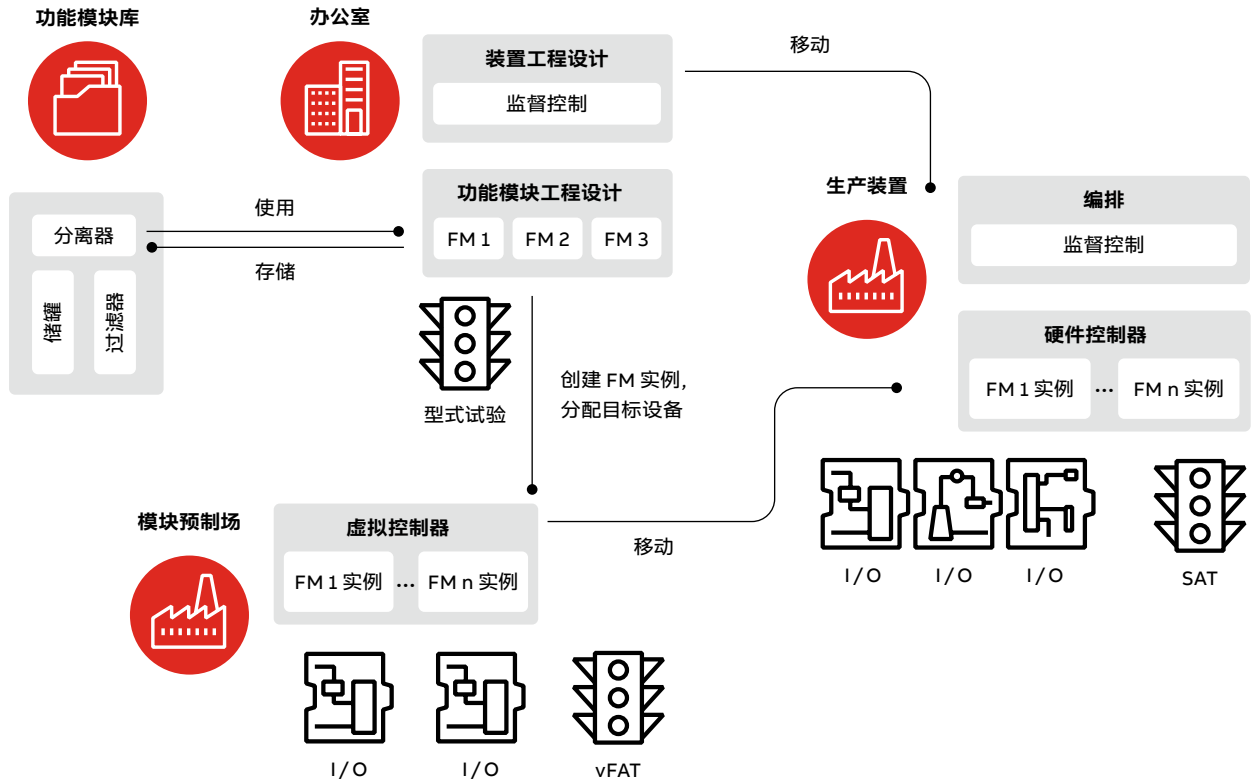 功能模块库
办公室
装置工程设计
监督控制
移动
功能模块工程设计
FM 1
FM 2
FM 3
使用
存储
分离器
储罐
过滤器
型式试验
创建 FM 实例，
分配目标设备
生产装置
编排
监督控制
硬件控制器
FM 1 实例
...
FM n 实例
I/O
I/O
I/O
SAT
模块预制场
虚拟控制器
FM 1 实例
...
FM n 实例
移动
I/O
I/O
vFAT